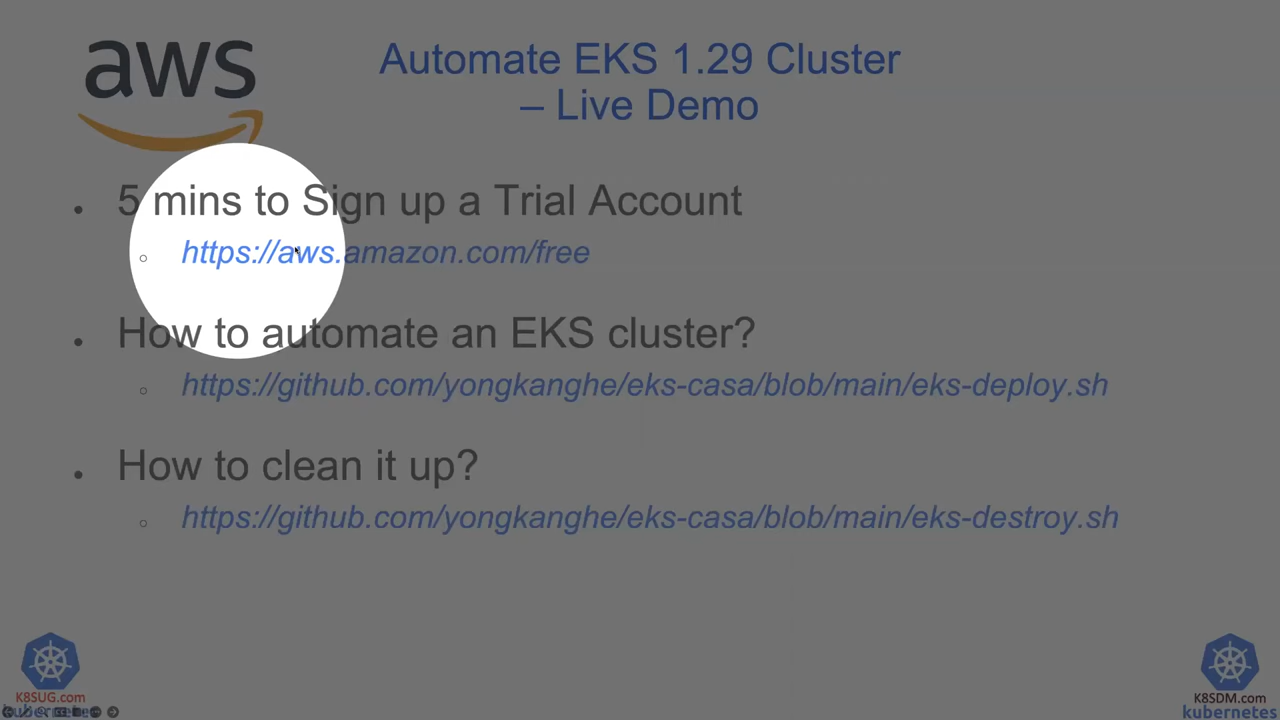 aws
Automate EKS 1.29 Cluster
– Live Demo
5 mins to Sign up a Trial Account
https://aws.amazon.com/free
How to automate an EKS cluster?
https://github.com/yongkanghe/eks-casa/blob/main/eks-deploy.sh
How to clean it up?
https://github.com/yongkanghe/eks-casa/blob/main/eks-destroy.sh
K8SUG.com
kubernetes
K8SDM.com
kubernetes